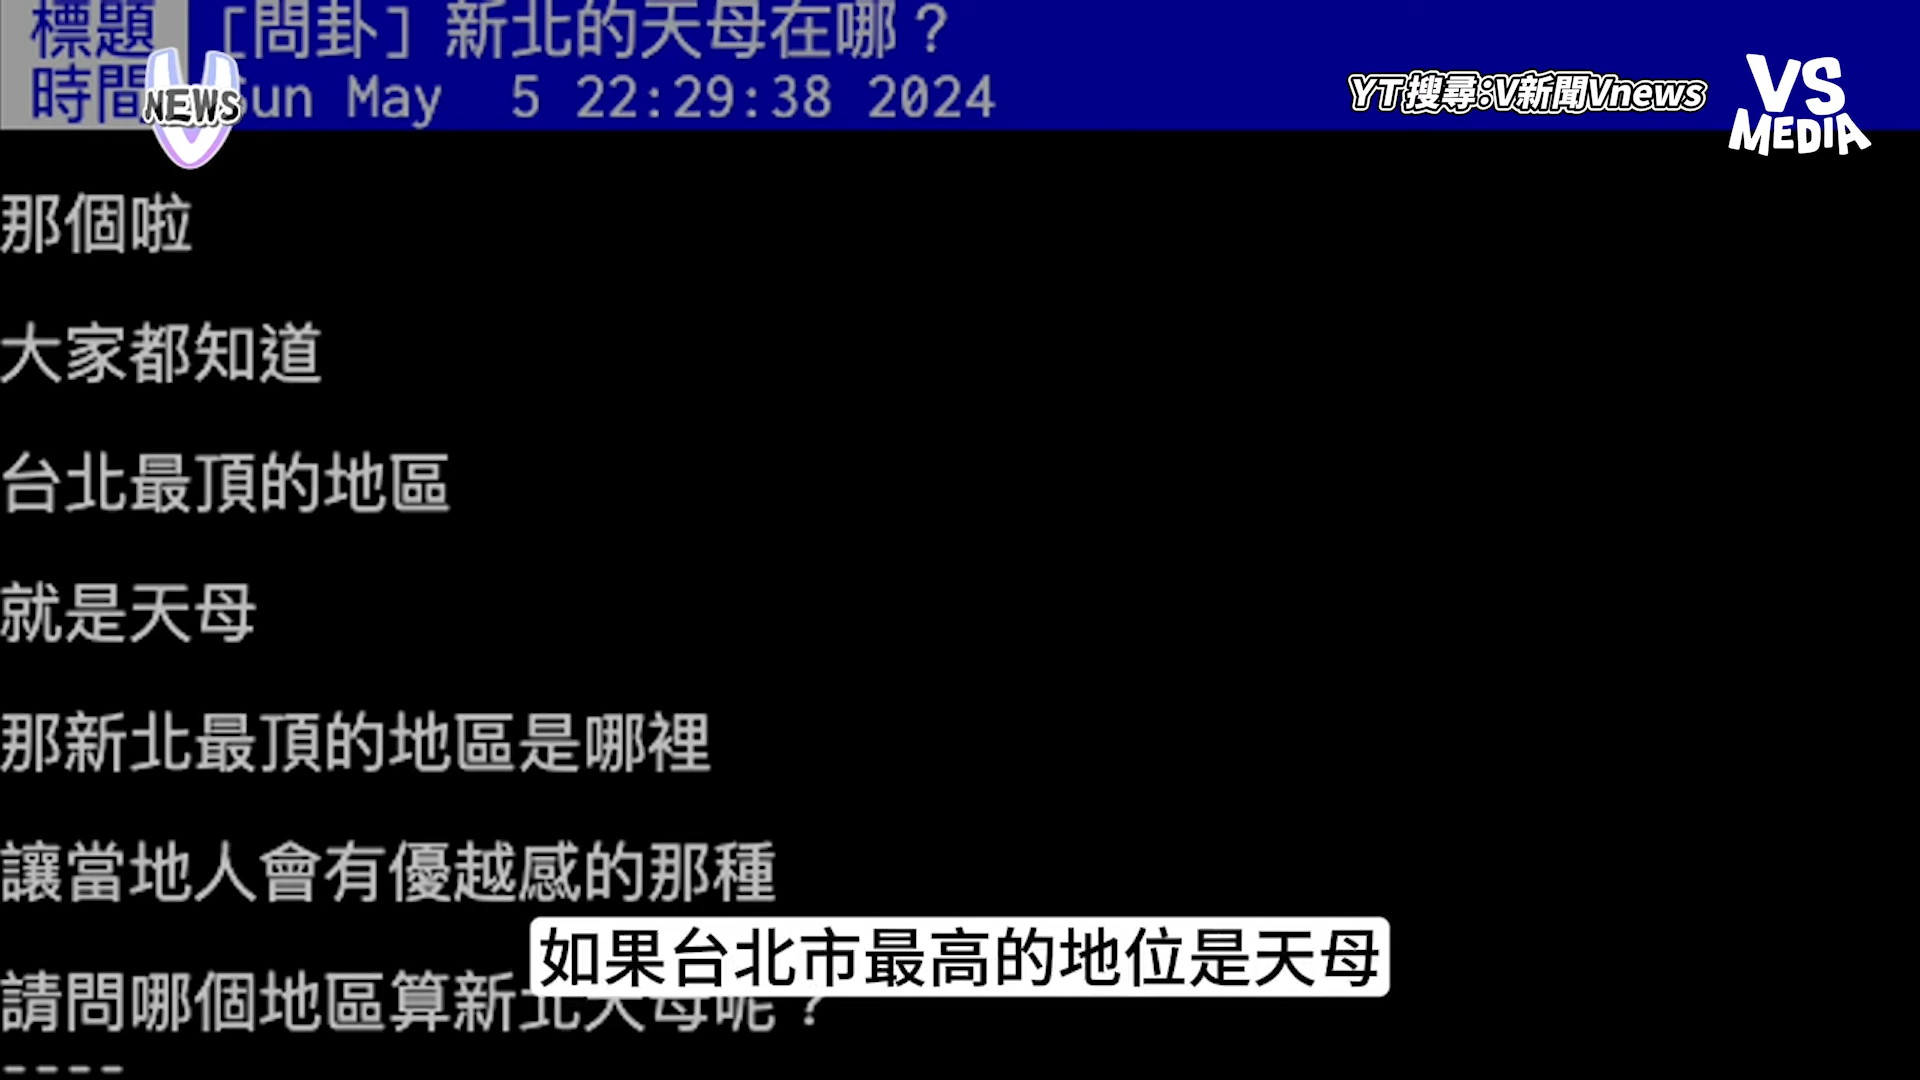 標題 [問卦] 新北的天母在哪？
時間 Sun May 5 22:29:38 2024
NEWS
YT搜尋:V新聞Vnews
VS
MEDIA
那個啦
大家都知道
台北最頂的地區
就是天母
那新北最頂的地區是哪裡
讓當地人會有優越感的那種
如果台北市最高的地位是天母
請問哪個地區算新北天母呢？
----